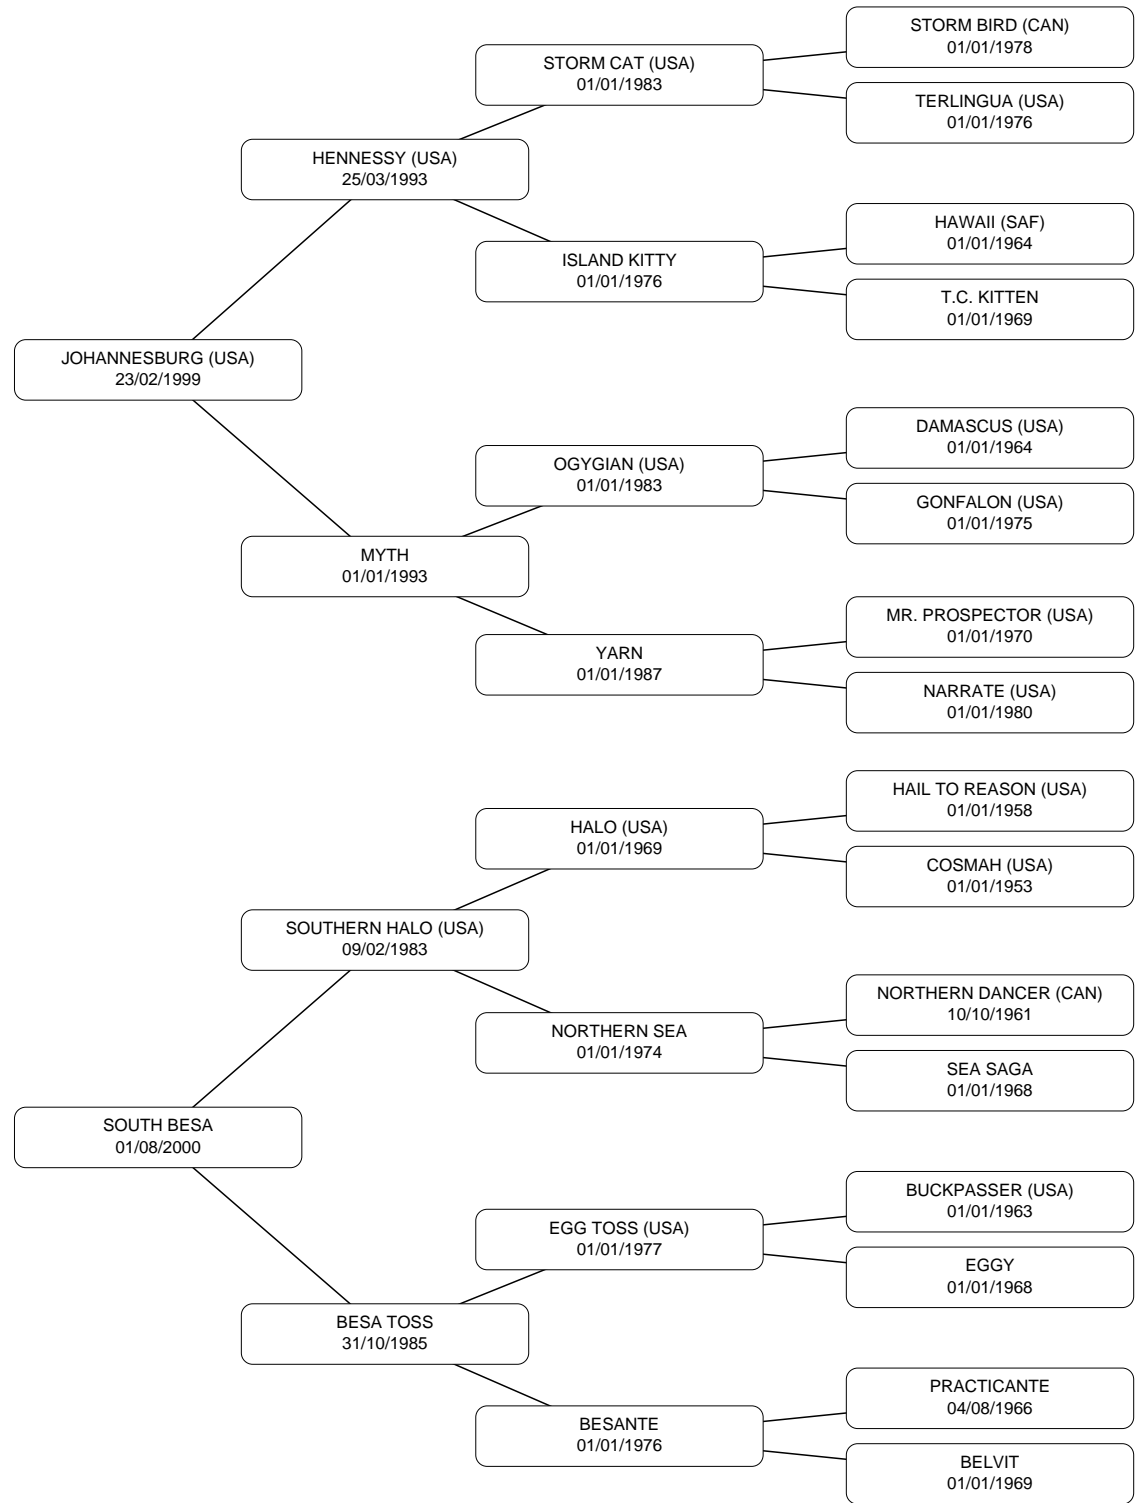 STORM BIRD (CAN)
01/01/1978
STORM CAT (USA)
01/01/1983
TERLINGUA (USA)
01/01/1976
HENNESSY (USA)
25/03/1993
HAWAII (SAF)
01/01/1964
ISLAND KITTY
01/01/1976
T.C. KITTEN
01/01/1969
JOHANNESBURG (USA)
23/02/1999
DAMASCUS (USA)
01/01/1964
OGYGIAN (USA)
01/01/1983
GONFALON (USA)
01/01/1975
MYTH
01/01/1993
MR. PROSPECTOR (USA)
01/01/1970
YARN
01/01/1987
NARRATE (USA)
01/01/1980
HAIL TO REASON (USA)
01/01/1958
HALO (USA)
01/01/1969
COSMAH (USA)
01/01/1953
SOUTHERN HALO (USA)
09/02/1983
NORTHERN DANCER (CAN)
10/10/1961
NORTHERN SEA
01/01/1974
SEA SAGA
01/01/1968
SOUTH BESA
01/08/2000
BUCKPASSER (USA)
01/01/1963
EGG TOSS (USA)
01/01/1977
EGGY
01/01/1968
BESA TOSS
31/10/1985
PRACTICANTE
04/08/1966
BESANTE
01/01/1976
BELVIT
01/01/1969